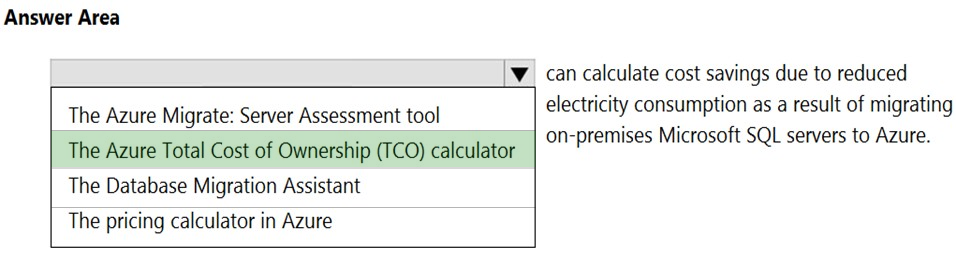 Answer Area
can calculate cost savings due to reduced
electricity consumption as a result of migrating
on-premises Microsoft SQL servers to Azure.
The Azure Migrate: Server Assessment tool
The Azure Total Cost of Ownership (TCO) calculator
The Database Migration Assistant
The pricing calculator in Azure